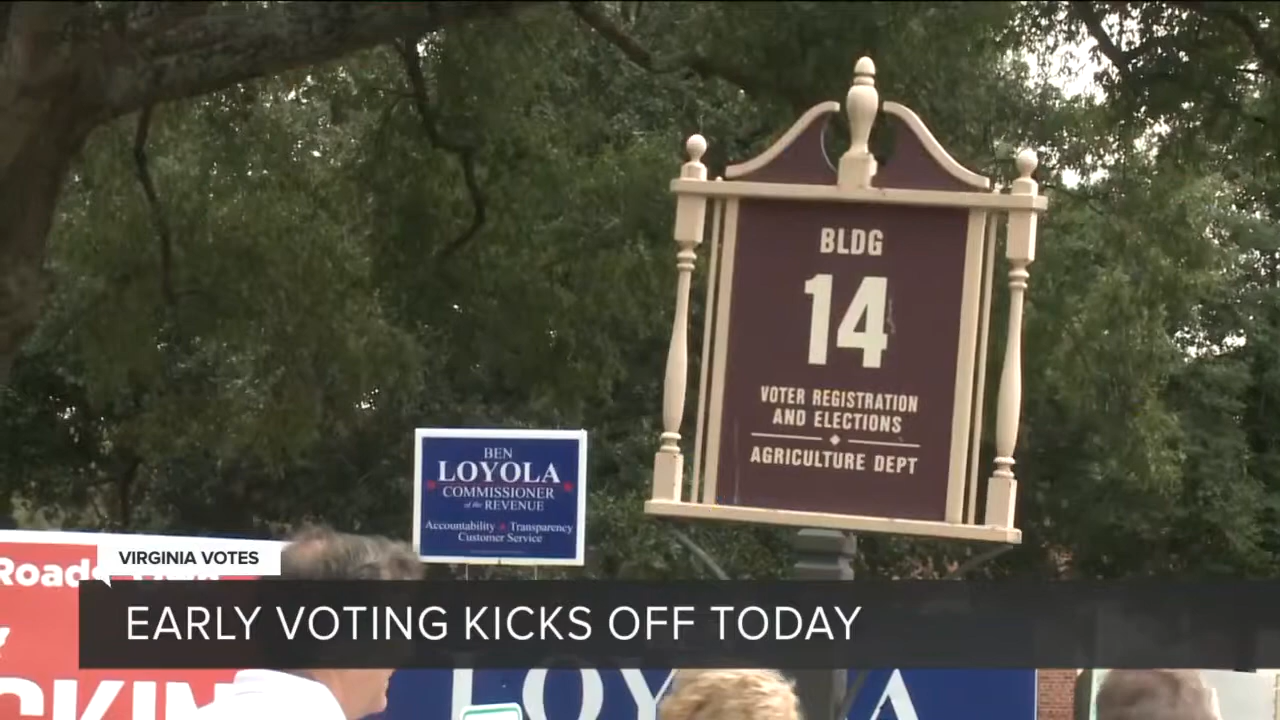 BLDG
14
VOTER REGISTRATION
AND ELECTIONS
AGRICULTURE DEPT
BEN
LOYOLA
COMMISSIONER
of the REVENUE
Accountability Transparency
Customer Service
Roads
VIRGINIA VOTES
EARLY VOTING KICKS OFF TODAY